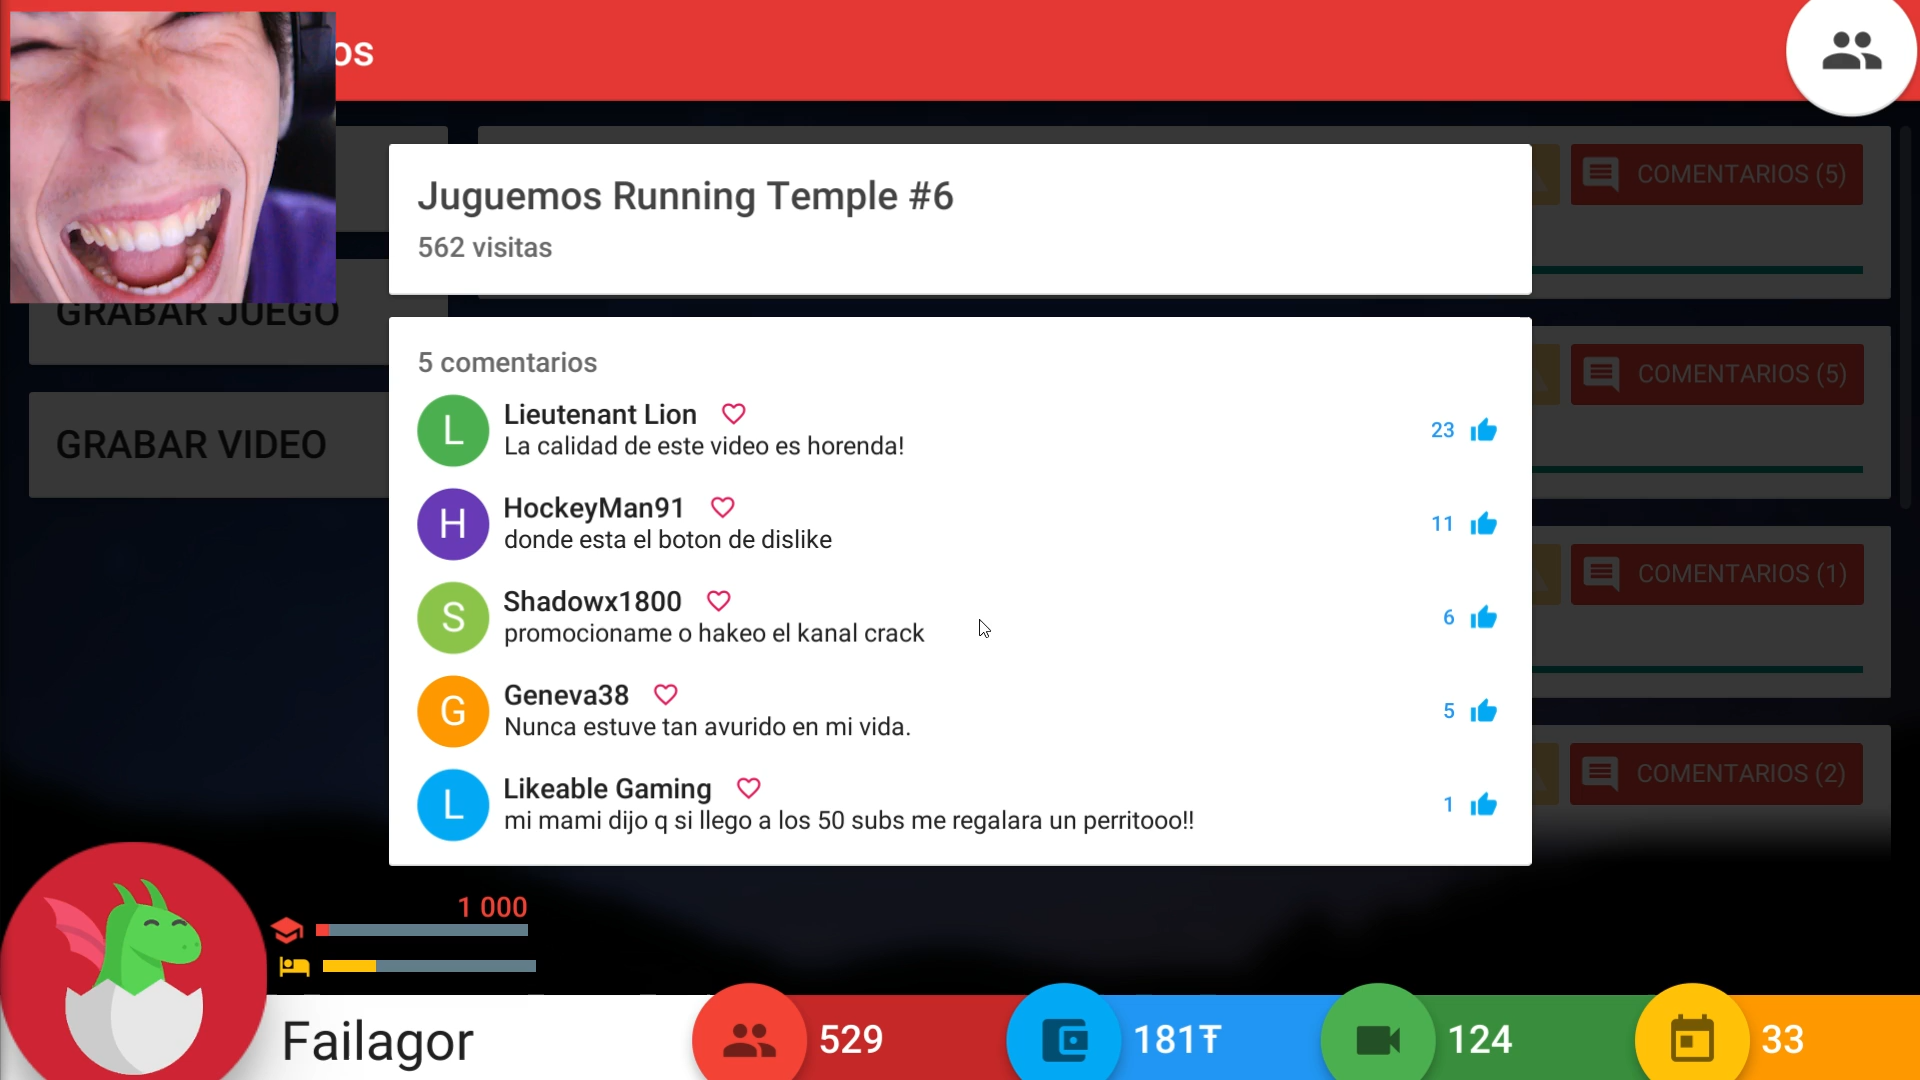 os
COMENTARIOS (5)
Juguemos Running Temple #6
562 visitas
GRABAR JUEGO
5 comentarios
COMENTARIOS (5)
L
Lieutenant Lion
La calidad de este video es horenda!
23
GRABAR VIDEO
H
HockeyMan91
donde esta el boton de dislike
11
COMENTARIOS (1)
S
Shadowx1800
promocioname o hakeo el kanal crack
6
G
Geneva38
Nunca estuve tan avurido en mi vida.
5
COMENTARIOS (2)
L
Likeable Gaming
mi mami dijo q si llego a los 50 subs me regalara un perritooo!!
1
1 000
Failagor
529
181Ŧ
124
33